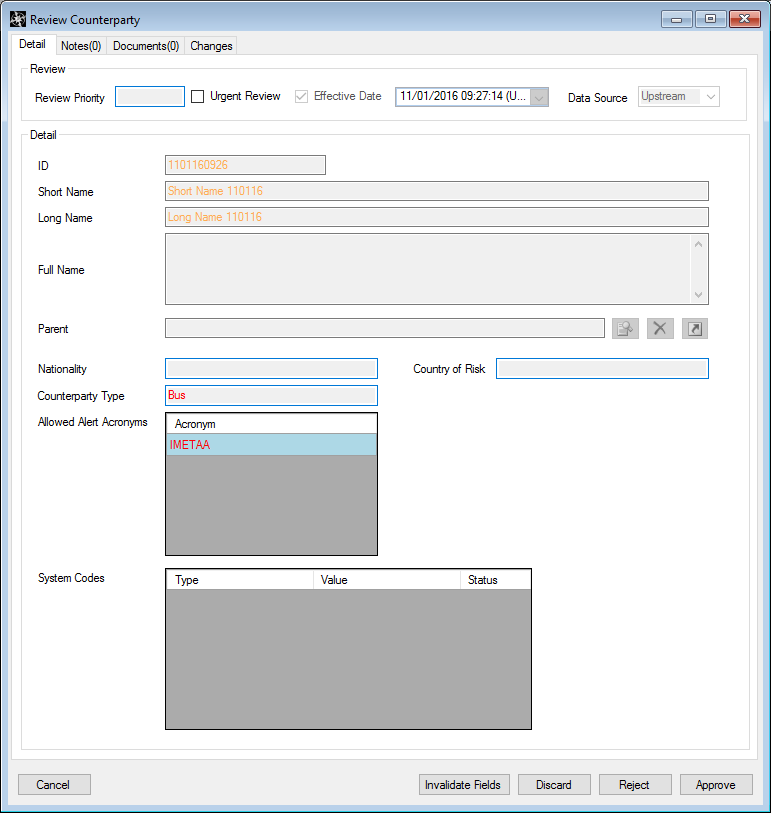 Review Counterparty
Detail Notes(0) Documents(0) Changes
Review
Review Priority Urgent Review Effective Date 11/01/2016 09:27:14 (U... Data Source Upstream
Detail
ID 1101160926
Short Name Short Name 110116
Long Name Long Name 110116
Full Name
Parent
Nationality Country of Risk
Counterparty Type Bus
Allowed Alert Acronyms Acronym
IMETAA
System Codes Type Value Status
Cancel Invalidate Fields Discard Reject Approve